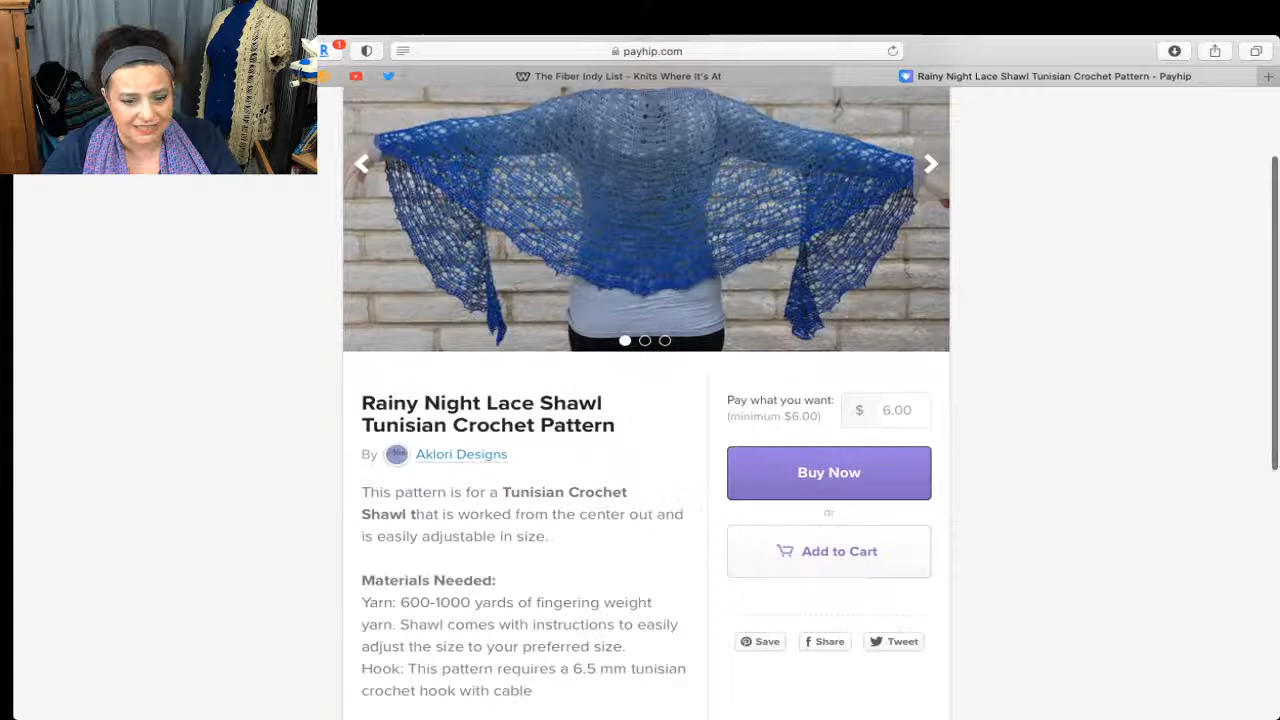 R
1
payhip.com
The Fiber Indy List – Knits Where It's At
Rainy Night Lace Shawl Tunisian Crochet Pattern - Payhip
Rainy Night Lace Shawl
Tunisian Crochet Pattern
By Aklori Designs
This pattern is for a Tunisian Crochet
Shawl that is worked from the center out and
is easily adjustable in size.
Materials Needed:
Yarn: 600-1000 yards of fingering weight
yarn. Shawl comes with instructions to easily
adjust the size to your preferred size.
Hook: This pattern requires a 6.5 mm tunisian
crochet hook with cable
Pay what you want:
(minimum $6.00)
$ 6.00
Buy Now
or
Add to Cart
Save
Share
Tweet